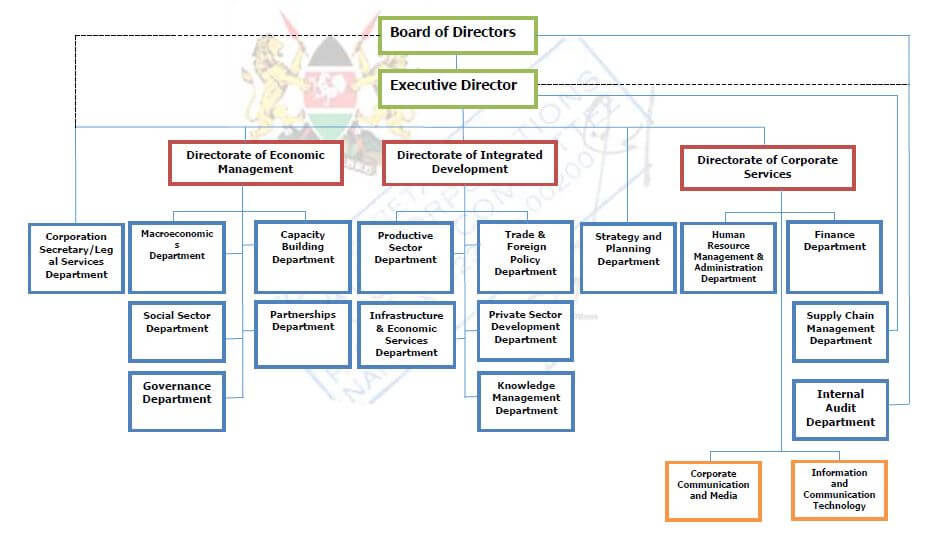 Board of Directors
Executive Director
Directorate of Economic
Management
Directorate of Integrated
Development
Directorate of Corporate
Services
Corporation
Secretary/Leg
al Services
Department
Macroeconomic
s
Department
Capacity
Building
Department
Productive
Sector
Department
Trade &
Foreign
Policy
Department
Strategy and
Planning
Department
Human
Resource
Management &
Administration
Department
Finance
Department
Social Sector
Department
Partnerships
Department
Infrastructure
& Economic
Services
Department
Private Sector
Development
Department
Supply Chain
Management
Department
Governance
Department
Knowledge
Management
Department
Internal
Audit
Department
Corporate
Communication
and Media
Information
and
Communication
Technology